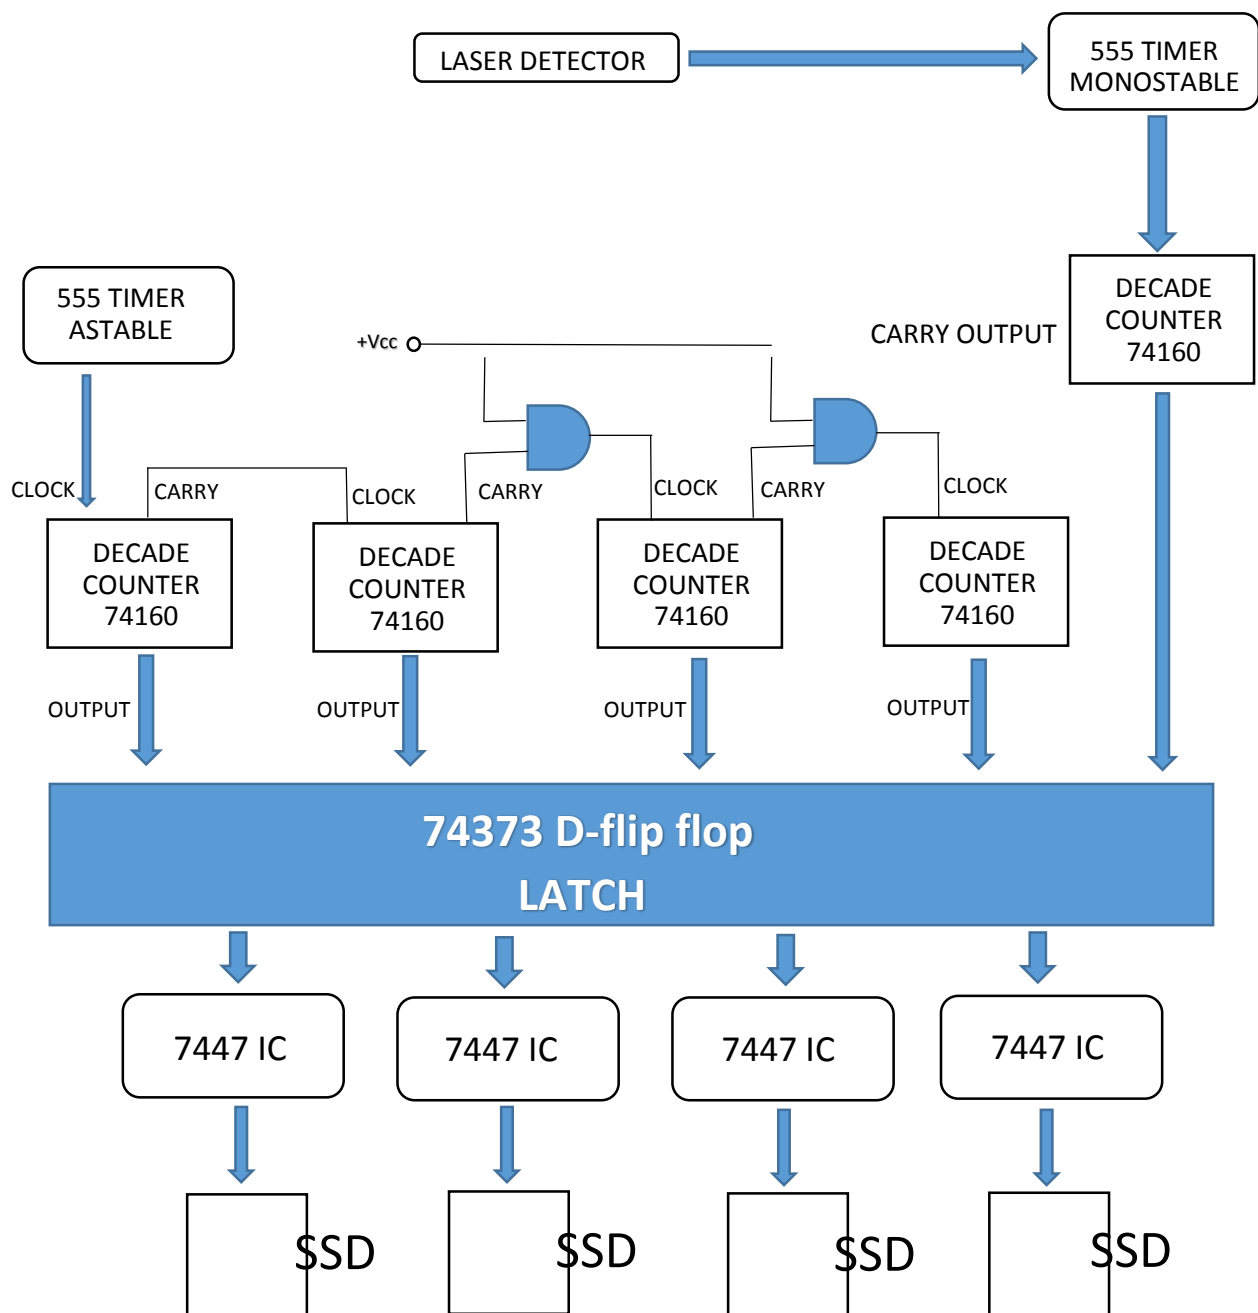 LASER DETECTOR
555 TIMER
MONOSTABLE
555 TIMER
ASTABLE
+Vcc
CARRY OUTPUT
DECADE
COUNTER
74160
CLOCK
CARRY
CLOCK
CARRY
CLOCK
CARRY
CLOCK
DECADE
COUNTER
74160
DECADE
COUNTER
74160
DECADE
COUNTER
74160
DECADE
COUNTER
74160
OUTPUT
OUTPUT
OUTPUT
OUTPUT
74373 D-flip flop
LATCH
7447 IC
7447 IC
7447 IC
7447 IC
SSD
SSD
SSD
SSD